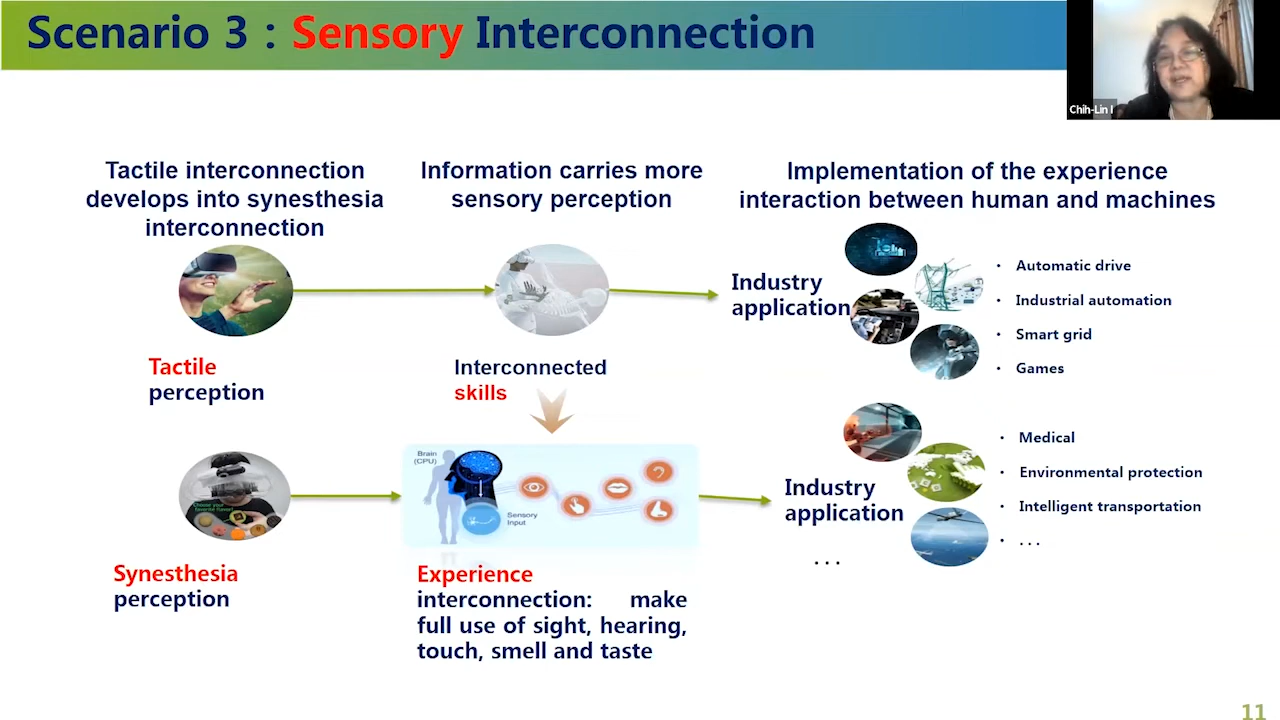 Scenario 3 : Sensory Interconnection
Chih-Lin I
Tactile interconnection
develops into synesthesia
interconnection
Information carries more
sensory perception
Implementation of the experience
interaction between human and machines
Tactile
perception
Interconnected
skills
Industry
application
• Automatic drive
• Industrial automation
• Smart grid
• Games
Synesthesia
perception
Brain
(CPU)
Sensory
Input
Experience
interconnection: make
full use of sight, hearing,
touch, smell and taste
Industry
application
. . .
• Medical
• Environmental protection
• Intelligent transportation
• . . .
11